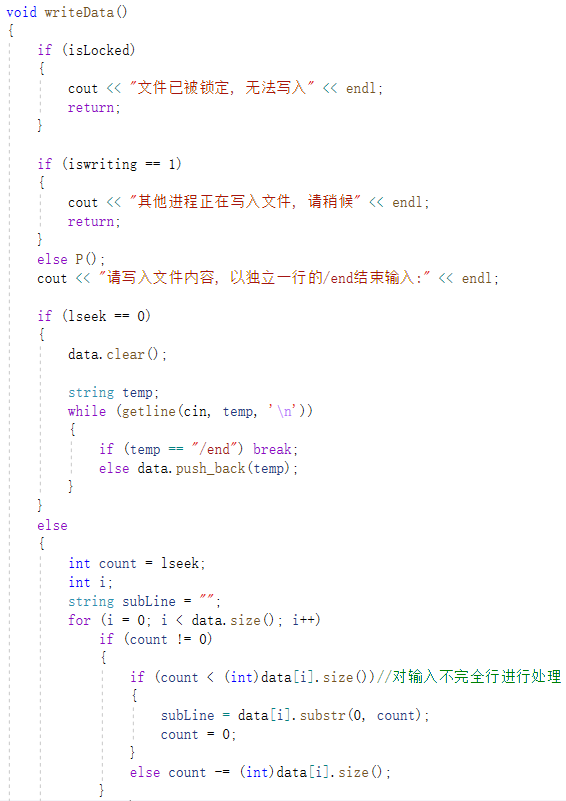 void writeData()
{
    if (isLocked)
    {
        cout << "文件已被锁定, 无法写入" << endl;
        return;
    }

    if (iswriting == 1)
    {
        cout << "其他进程正在写入文件, 请稍候" << endl;
        return;
    }
    else P();
    cout << "请写入文件内容, 以独立一行的/end结束输入:" << endl;

    if (lseek == 0)
    {
        data.clear();

        string temp;
        while (getline(cin, temp, '\n'))
        {
            if (temp == "/end") break;
            else data.push_back(temp);
        }
    }
    else
    {
        int count = lseek;
        int i;
        string subLine = "";
        for (i = 0; i < data.size(); i++)
            if (count != 0)
            {
                if (count < (int)data[i].size())//对输入不完全行进行处理
                {
                    subLine = data[i].substr(0, count);
                    count = 0;
                }
                else count -= (int)data[i].size();
            }